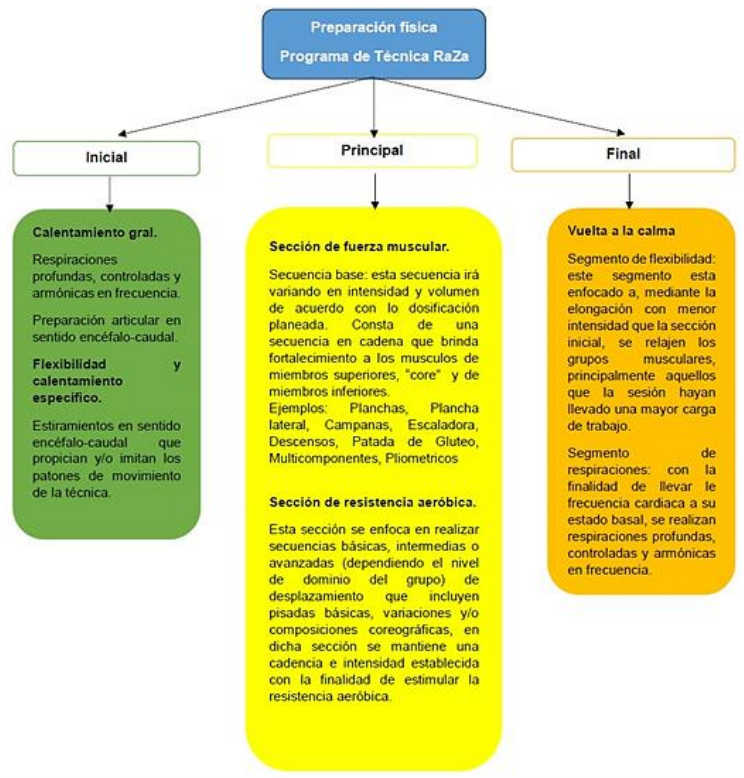 Preparación física
Programa de Técnica RaZa
Inicial
Principal
Final
Calentamiento gral.
Respiraciones
profundas, controladas y
armónicas en frecuencia.
Preparación articular en
sentido encéfalo-caudal.
Flexibilidad y
calentamiento
especifico.
Estiramientos en sentido
encéfalo-caudal que
propician y/o imitan los
patones de movimiento
de la técnica.
Sección de fuerza muscular.
Secuencia base: esta secuencia irá
variando en intensidad y volumen
de acuerdo con lo dosificación
planeada. Consta de una
secuencia en cadena que brinda
fortalecimiento a los musculos de
miembros superiores, "core" y de
miembros inferiores.
Ejemplos: Planchas, Plancha
lateral, Campanas, Escaladora,
Descensos, Patada de Gluteo,
Multicomponentes, Pliometricos
Sección de resistencia aeróbica.
Esta sección se enfoca en realizar
secuencias básicas, intermedias o
avanzadas (dependiendo el nivel
de dominio del grupo) de
desplazamiento que incluyen
pisadas básicas, variaciones y/o
composiciones coreográficas, en
dicha sección se mantiene una
cadencia e intensidad establecida
con la finalidad de estimular la
resistencia aeróbica.
Vuelta a la calma
Segmento de flexibilidad:
este segmento esta
enfocado a, mediante la
elongación con menor
intensidad que la sección
inicial, se relajen los
grupos musculares,
principalmente aquellos
que la sesión hayan
llevado una mayor carga
de trabajo.
Segmento de
respiraciones: con la
finalidad de llevar le
frecuencia cardiaca a su
estado basal, se realizan
respiraciones profundas,
controladas y armónicas
en frecuencia.